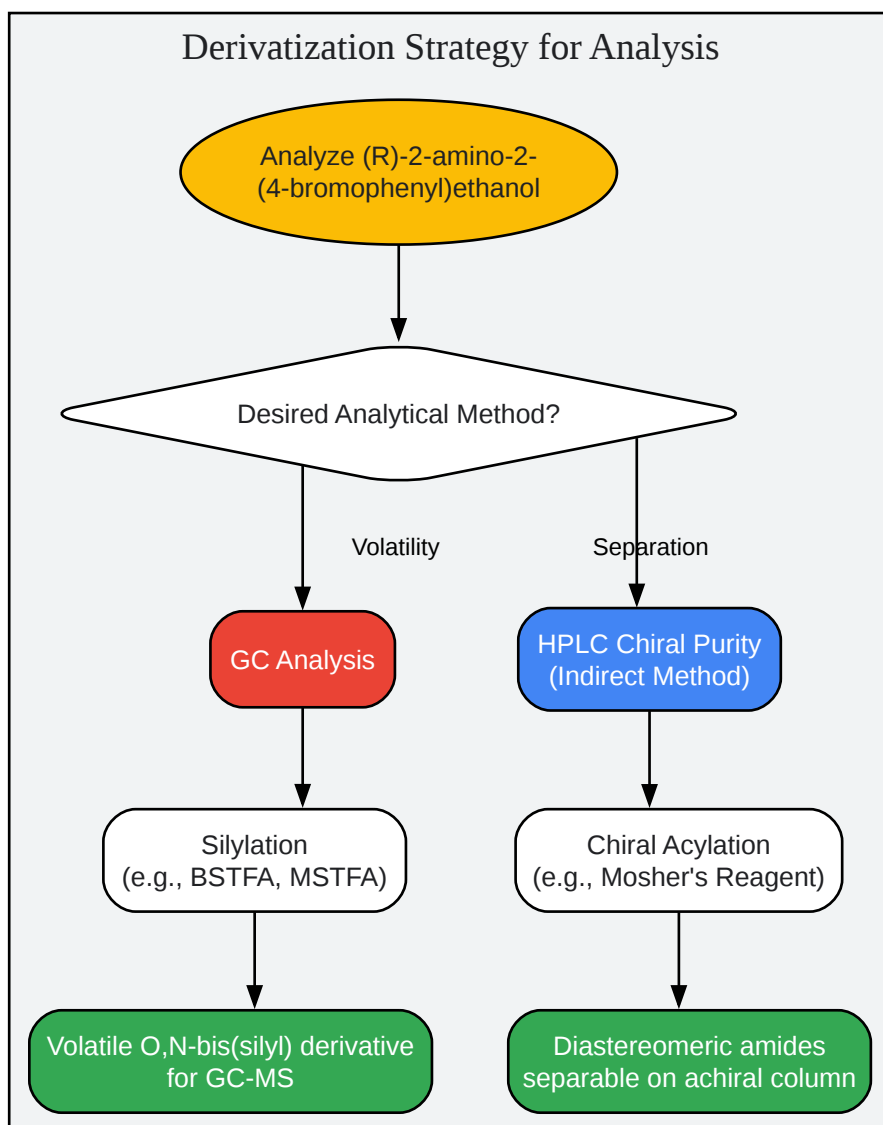 Derivatization Strategy for Analysis
Analyze (R)-2-amino-2-
(4-bromophenyl)ethanol
Desired Analytical Method?
Volatility
Separation
GC Analysis
HPLC Chiral Purity
(Indirect Method)
Silylation
(e.g., BSTFA, MSTFA)
Chiral Acylation
(e.g., Mosher's Reagent)
Volatile O,N-bis(silyl) derivative
for GC-MS
Diastereomeric amides
separable on achiral column